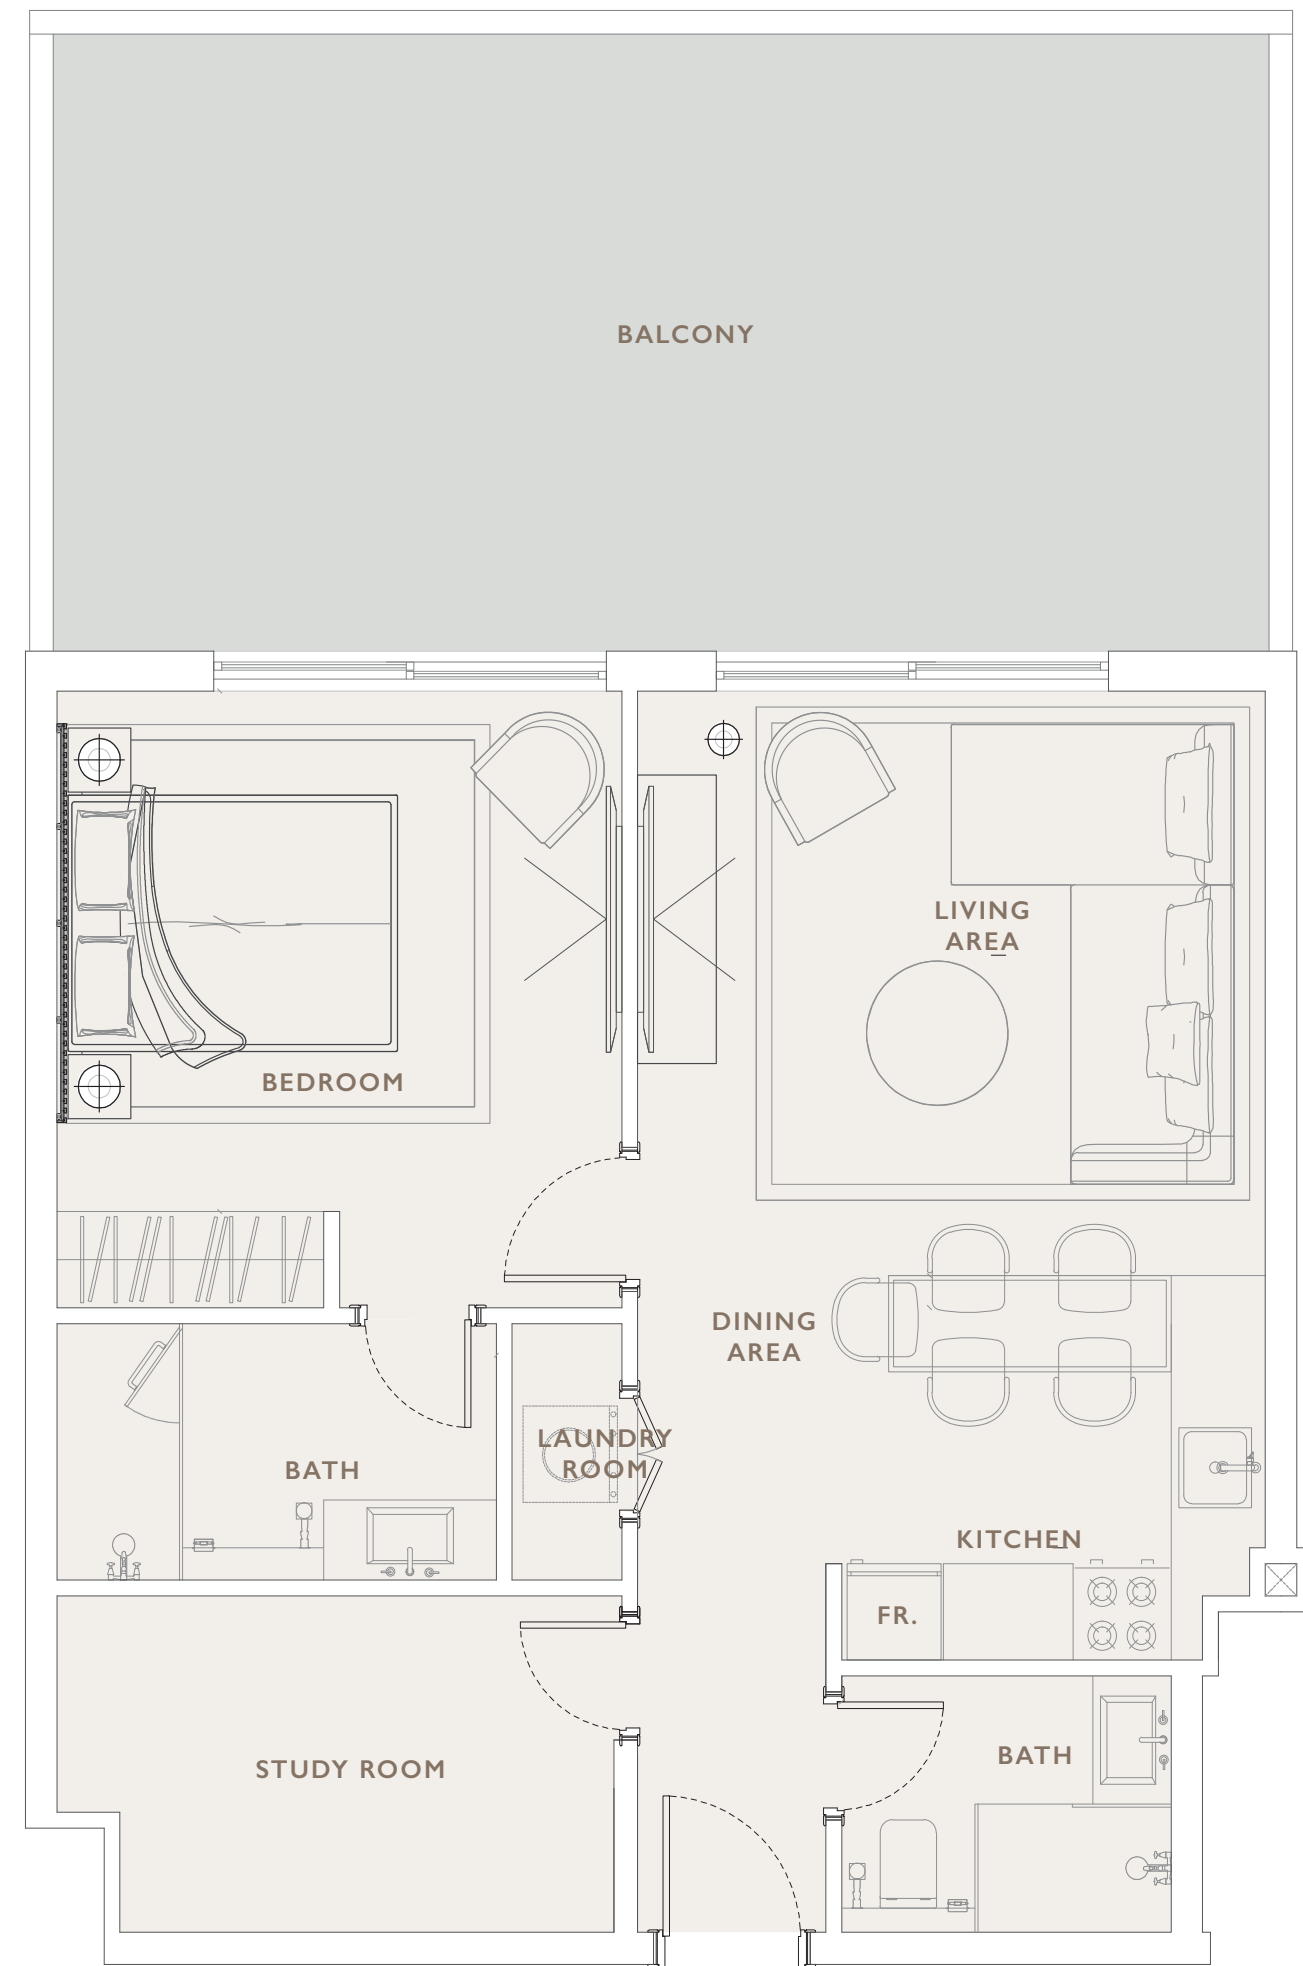 BALCONY
LIVING
AREA
BEDROOM
DINING
AREA
LAUNDRY
ROOM
BATH
KITCHEN
FR.
BATH
STUDY ROOM